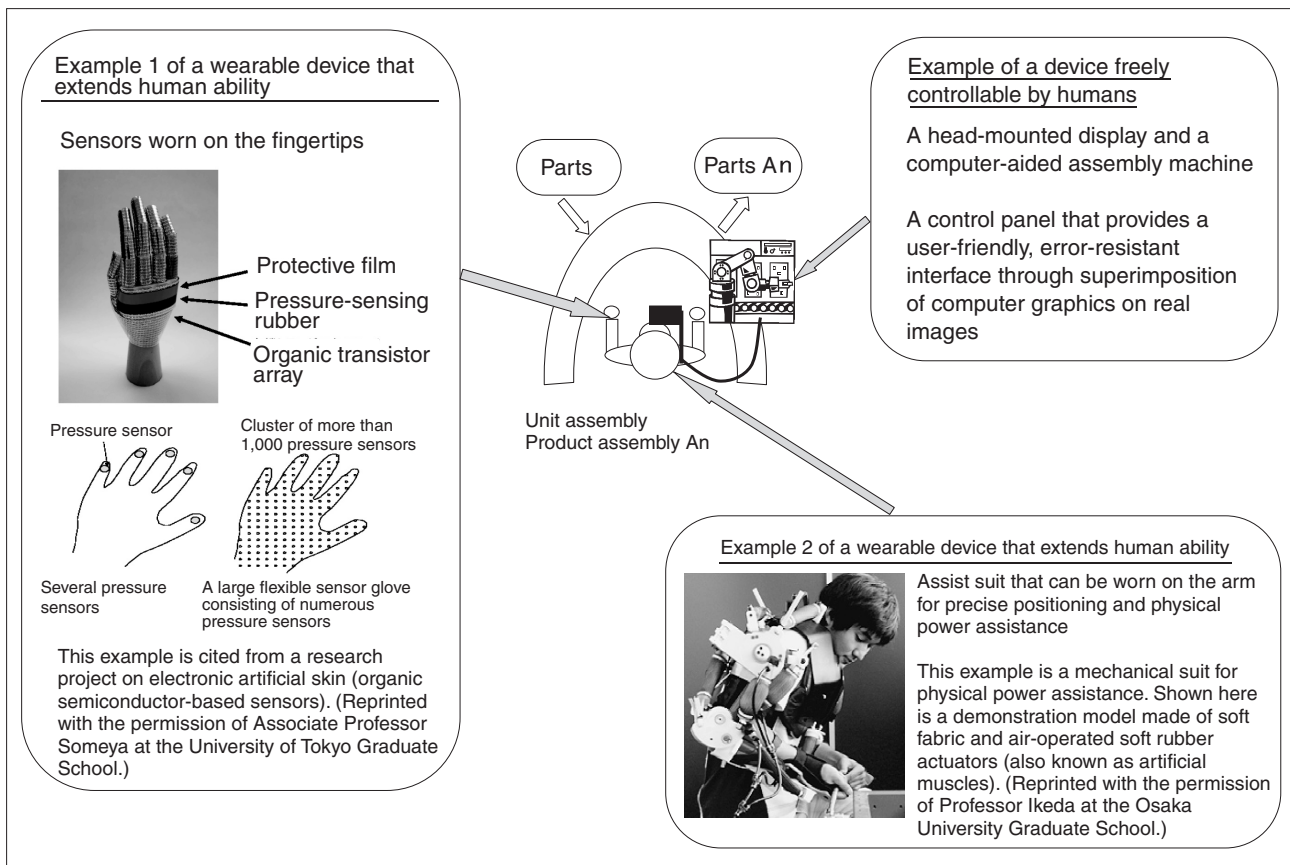 Example 1 of a wearable device that
extends human ability
Sensors worn on the fingertips
Protective film
Pressure-sensing
rubber
Organic transistor
array
Pressure sensor
Cluster of more than
1,000 pressure sensors
Several pressure
sensors
A large flexible sensor glove
consisting of numerous
pressure sensors
This example is cited from a research
project on electronic artificial skin (organic
semiconductor-based sensors). (Reprinted
with the permission of Associate Professor
Someya at the University of Tokyo Graduate
School.)
Parts
Parts An
Unit assembly
Product assembly An
Example of a device freely
controllable by humans
A head-mounted display and a
computer-aided assembly machine
A control panel that provides a
user-friendly, error-resistant
interface through superimposition
of computer graphics on real
images
Example 2 of a wearable device that extends human ability
Assist suit that can be worn on the arm
for precise positioning and physical
power assistance
This example is a mechanical suit for
physical power assistance. Shown here
is a demonstration model made of soft
fabric and air-operated soft rubber
actuators (also known as artificial
muscles). (Reprinted with the permission
of Professor Ikeda at the Osaka
University Graduate School.)